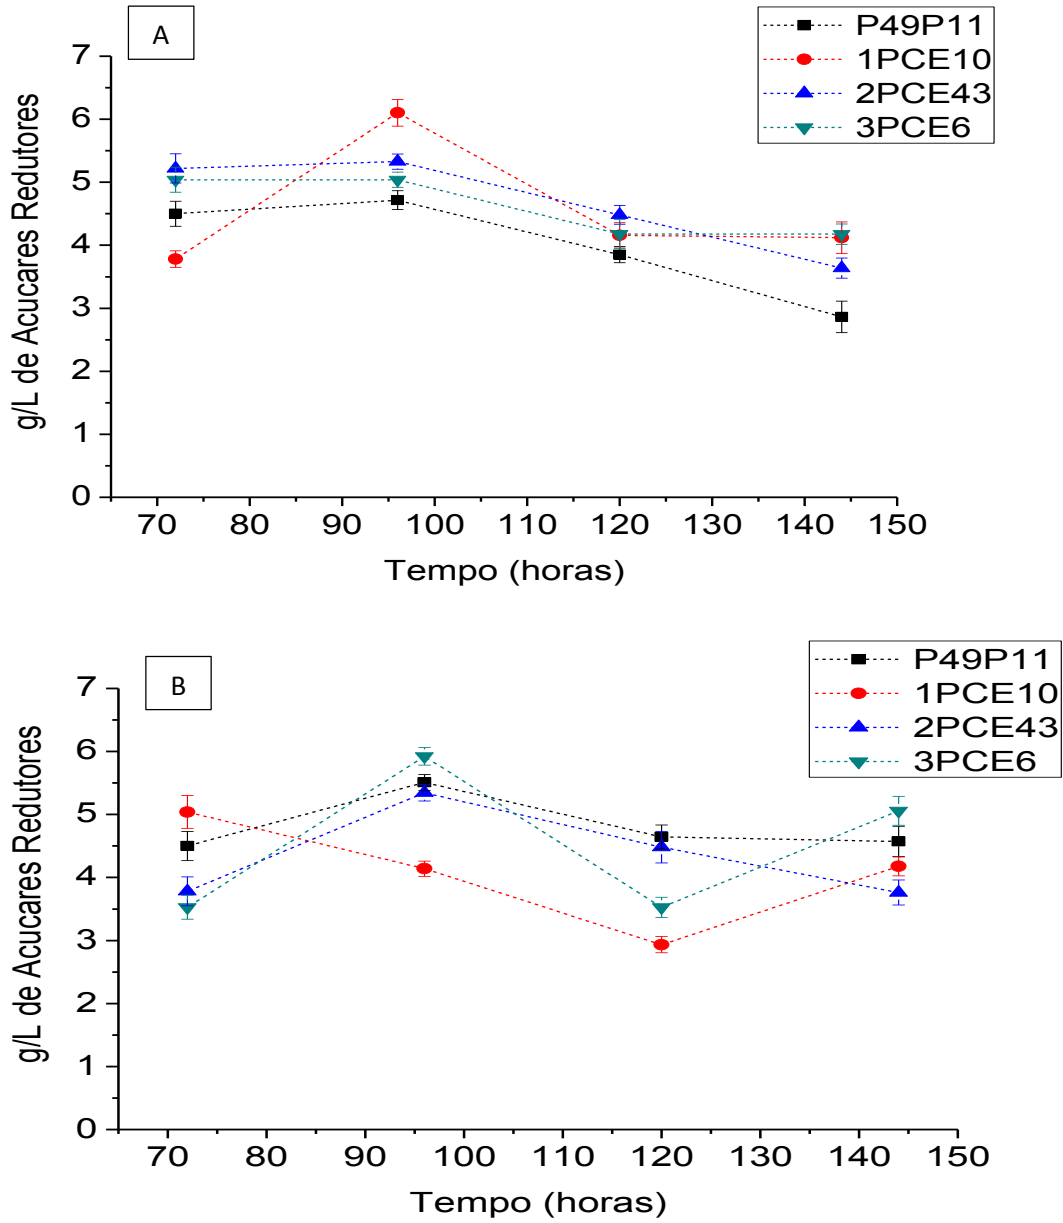 A
P49P11
1PCE10
2PCE43
3PCE6
g/L de Acucares Redutores
7
6
5
4
3
2
1
0
70 80 90 100 110 120 130 140 150
Tempo (horas)
B
P49P11
1PCE10
2PCE43
3PCE6
g/L de Acucares Redutores
7
6
5
4
3
2
1
0
70 80 90 100 110 120 130 140 150
Tempo (horas)